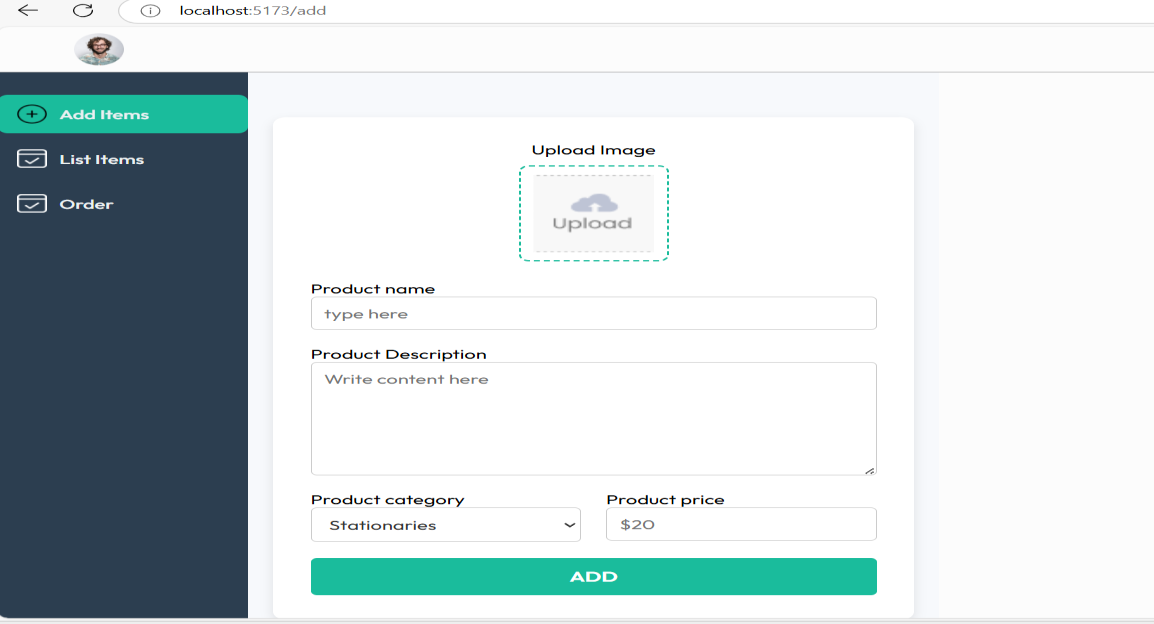 localhost:5173/add
Add Items
List Items
Order
Upload Image
Upload
Product name
type here
Product Description
Write content here
Product category
Product price
Stationaries
$20
ADD